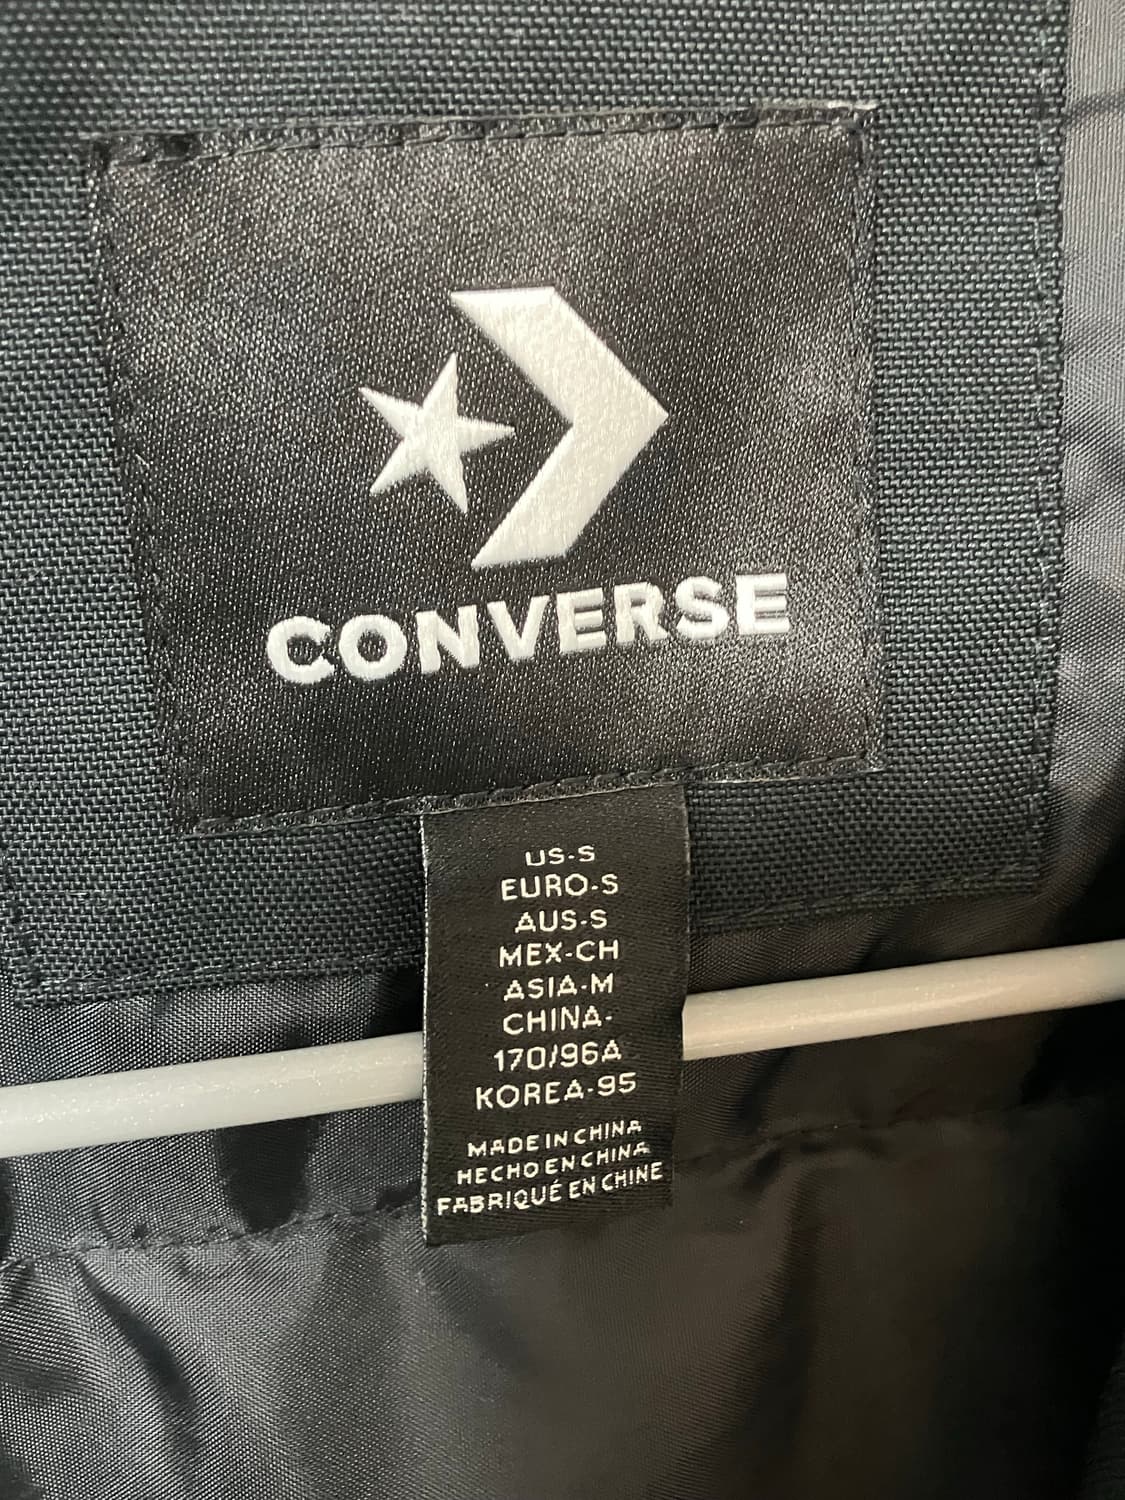 CONVERSE
US-S
EURO-S
AUS-S
MEX-CH
ASIA-M
CHINA-
170/96A
KOREA-95
MADE IN CHINA
HECHO EN CHINA
FABRIQUÉ EN CHINE